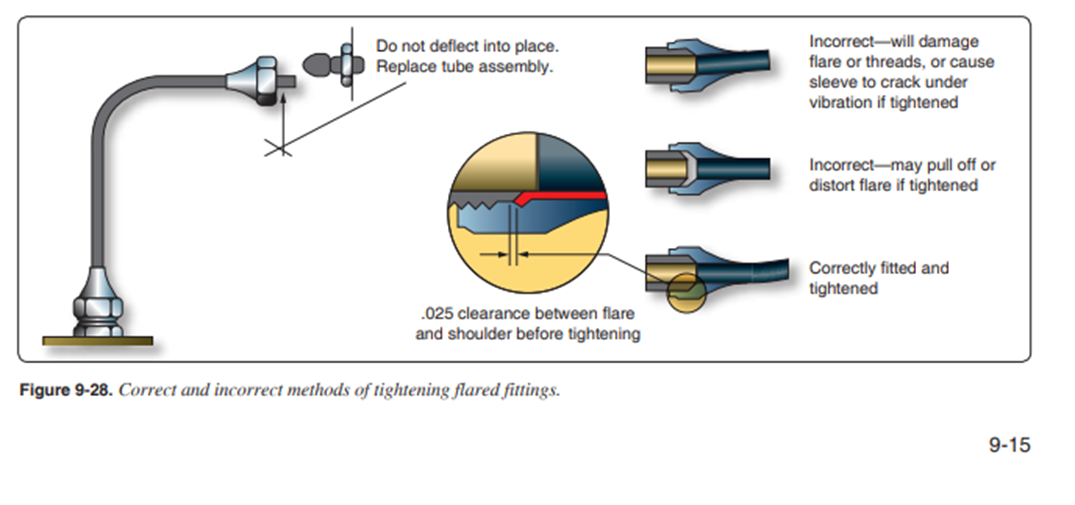 Do not deflect into place.
Replace tube assembly.
Incorrect—will damage
flare or threads, or cause
sleeve to crack under
vibration if tightened
Incorrect—may pull off or
distort flare if tightened
Correctly fitted and
tightened
.025 clearance between flare
and shoulder before tightening
Figure 9-28. Correct and incorrect methods of tightening flared fittings.
9-15